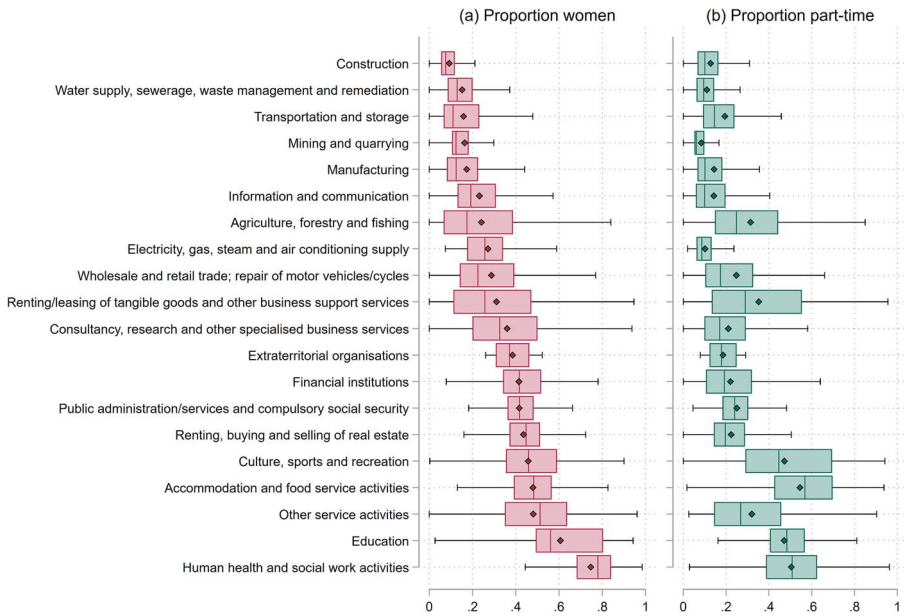 (a) Proportion women
(b) Proportion part-time
Construction
Water supply, sewerage, waste management and remediation
Transportation and storage
Mining and quarrying
Manufacturing
Information and communication
Agriculture, forestry and fishing
Electricity, gas, steam and air conditioning supply
Wholesale and retail trade; repair of motor vehicles/cycles
Renting/leasing of tangible goods and other business support services
Consultancy, research and other specialised business services
Extraterritorial organisations
Financial institutions
Public administration/services and compulsory social security
Renting, buying and selling of real estate
Culture, sports and recreation
Accommodation and food service activities
Other service activities
Education
Human health and social work activities
0 .2 .4 .6 .8 1
0 .2 .4 .6 .8 1